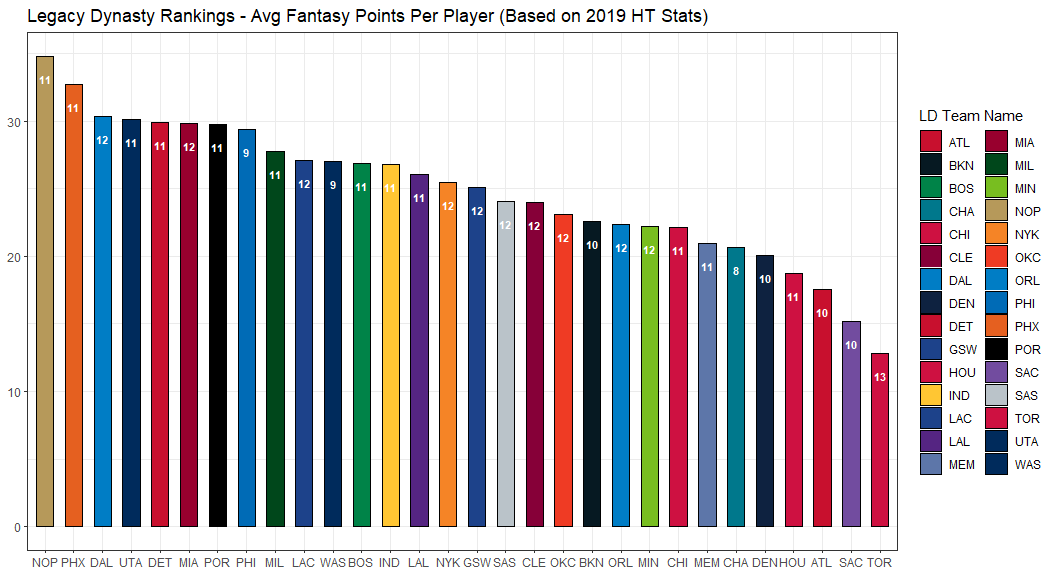 Legacy Dynasty Rankings - Avg Fantasy Points Per Player (Based on 2019 HT Stats)
30
20
10
0
11 11 12 11 11 12 11 9 11 12 9 11 11 11 12 12 12 12 12 10 12 12 11 11 8 10 11 10 10 13
NOP PHX DAL UTA DET MIA POR PHI MIL LAC WAS BOS IND LAL NYK GSW SAS CLE OKC BKN ORL MIN CHI MEM CHA DEN HOU ATL SAC TOR
LD Team Name
ATL MIA
BKN MIL
BOS MIN
CHA NOP
CHI NYK
CLE OKC
DAL ORL
DEN PHI
DET PHX
GSW POR
HOU SAC
IND SAS
LAC TOR
LAL UTA
MEM WAS